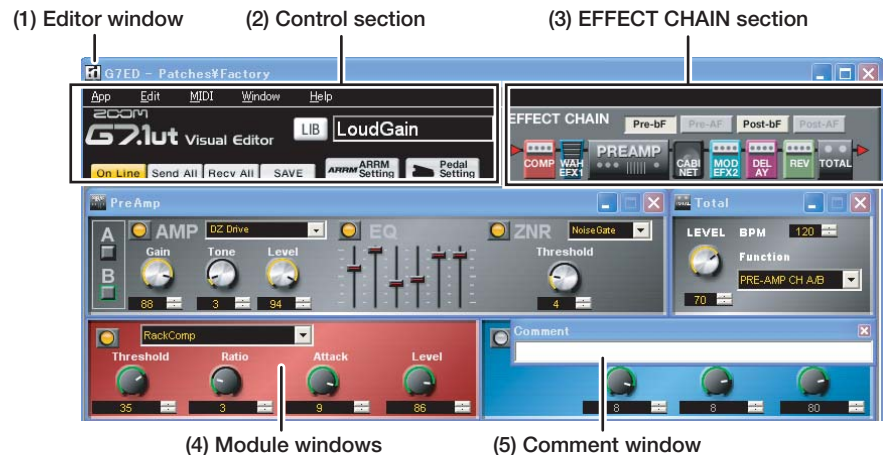 (1) Editor window
(2) Control section
(3) EFFECT CHAIN section
G7ED - Patches¥Factory
App Edit MIDI Window Help
ZOOM
G7.1ut Visual Editor
LIB LoudGain
On Line Send All Recv All SAVE ARRM ARRM Setting Pedal Setting
EFFECT CHAIN Pre-bF Pre-AF Post-bF Post-AF
COMP WAH EFX1 PREAMP CABI NET MOD EFX2 DEL AY REV TOTAL
PreAmp
A B
AMP DZ Drive EQ ZNR NoiseGate
Gain Tone Level Threshold
88 3 94 4
Total
LEVEL BPM 120
Function
PRE-AMP CH A/B
70
RackComp
Threshold Ratio Attack Level
35 3 9 86
Comment
8 8 80
(4) Module windows
(5) Comment window